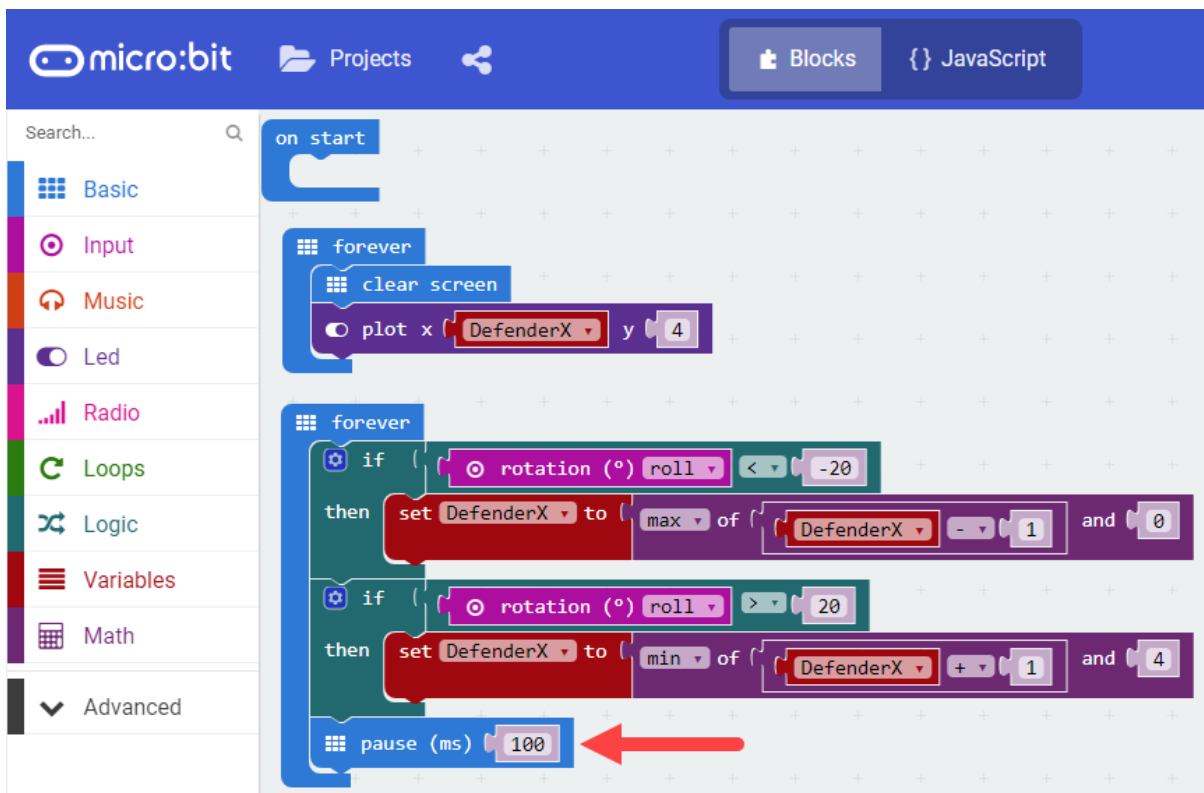 micro:bit Projects Blocks {} JavaScript
Search...
Basic
Input
Music
Led
Radio
Loops
Logic
Variables
Math
Advanced
on start
forever
clear screen
plot x DefenderX y 4
forever
if rotation (º) roll < -20
then set DefenderX to max of DefenderX - 1 and 0
if rotation (º) roll > 20
then set DefenderX to min of DefenderX + 1 and 4
pause (ms) 100